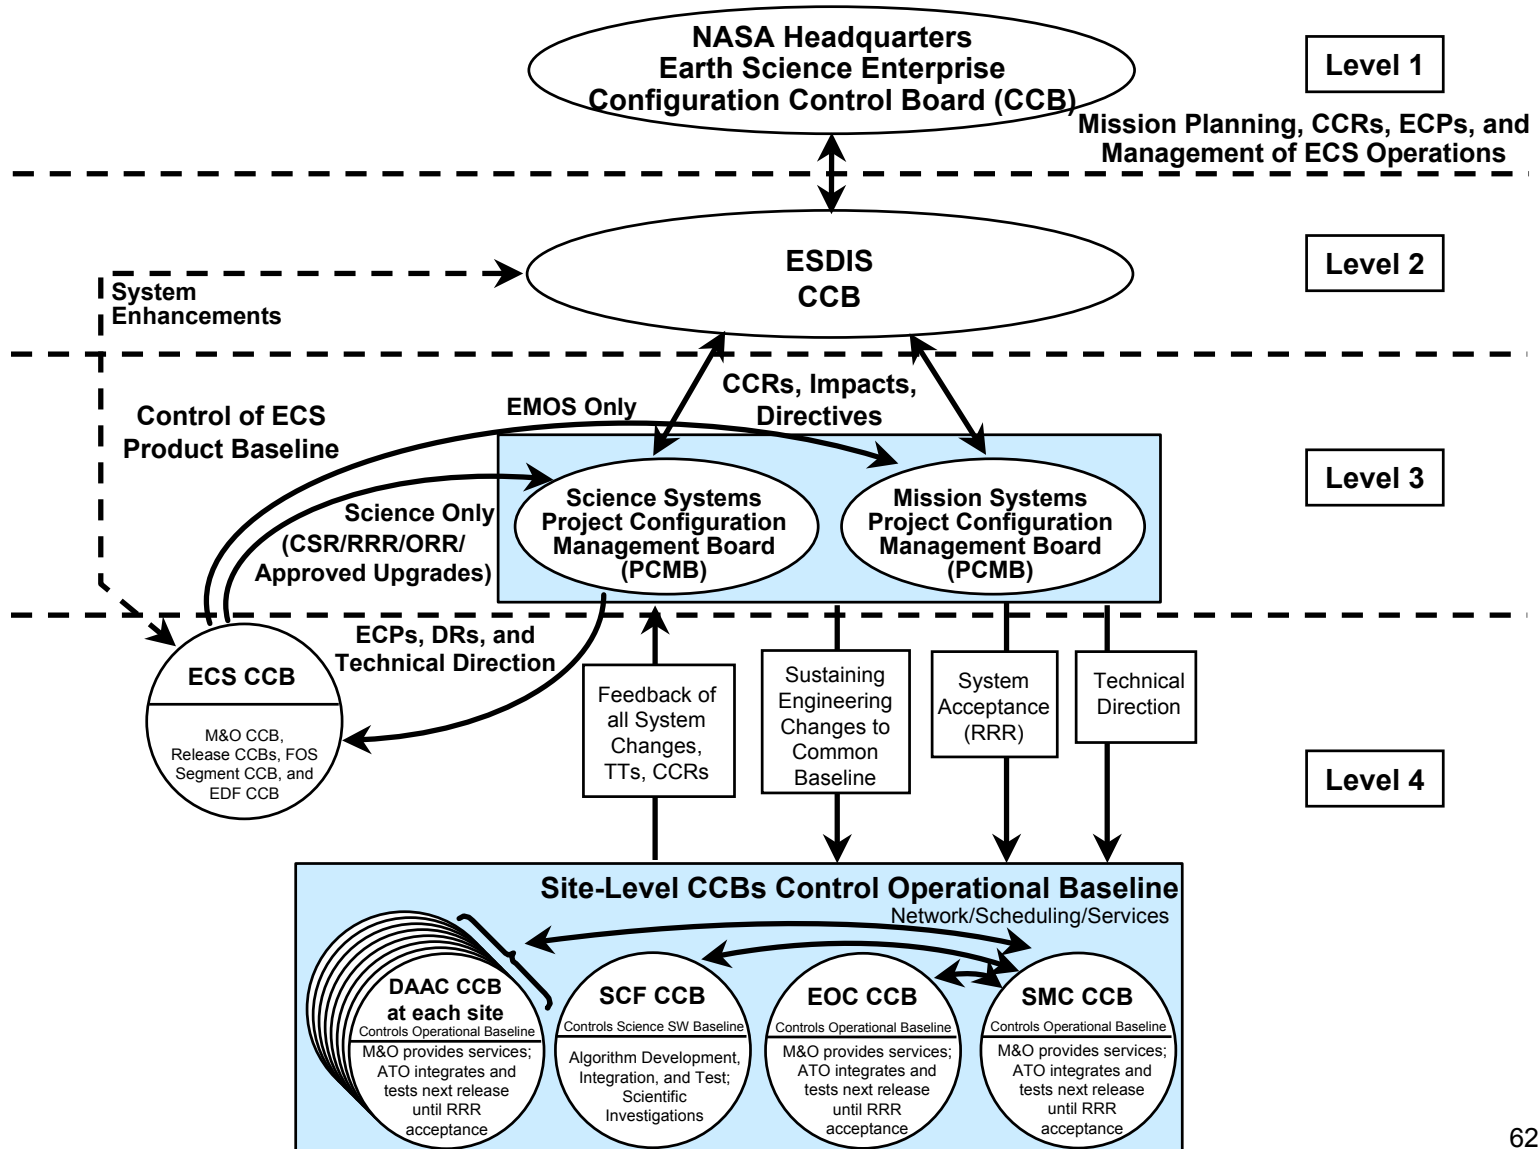 NASA Headquarters
Earth Science Enterprise
Configuration Control Board (CCB)
Level 1
Mission Planning, CCRs, ECPs, and
Management of ECS Operations
ESDIS
CCB
Level 2
System
Enhancements
CCRs, Impacts,
Directives
EMOS Only
Control of ECS
Product Baseline
Science Only
(CSR/RRR/ORR/
Approved Upgrades)
Science Systems
Project Configuration
Management Board
(PCMB)
Mission Systems
Project Configuration
Management Board
(PCMB)
Level 3
ECPs, DRs, and
Technical Direction
ECS CCB
M&O CCB,
Release CCBs, FOS
Segment CCB, and
EDF CCB
Feedback of
all System
Changes,
TTs, CCRs
Sustaining
Engineering
Changes to
Common
Baseline
System
Acceptance
(RRR)
Technical
Direction
Level 4
Site-Level CCBs Control Operational Baseline
Network/Scheduling/Services
DAAC CCB
at each site
Controls Operational Baseline
M&O provides services;
ATO integrates and
tests next release
until RRR
acceptance
SCF CCB
Controls Science SW Baseline
Algorithm Development,
Integration, and Test;
Scientific
Investigations
EOC CCB
Controls Operational Baseline
M&O provides services;
ATO integrates and
tests next release
until RRR
acceptance
SMC CCB
Controls Operational Baseline
M&O provides services;
ATO integrates and
tests next release
until RRR
acceptance
62